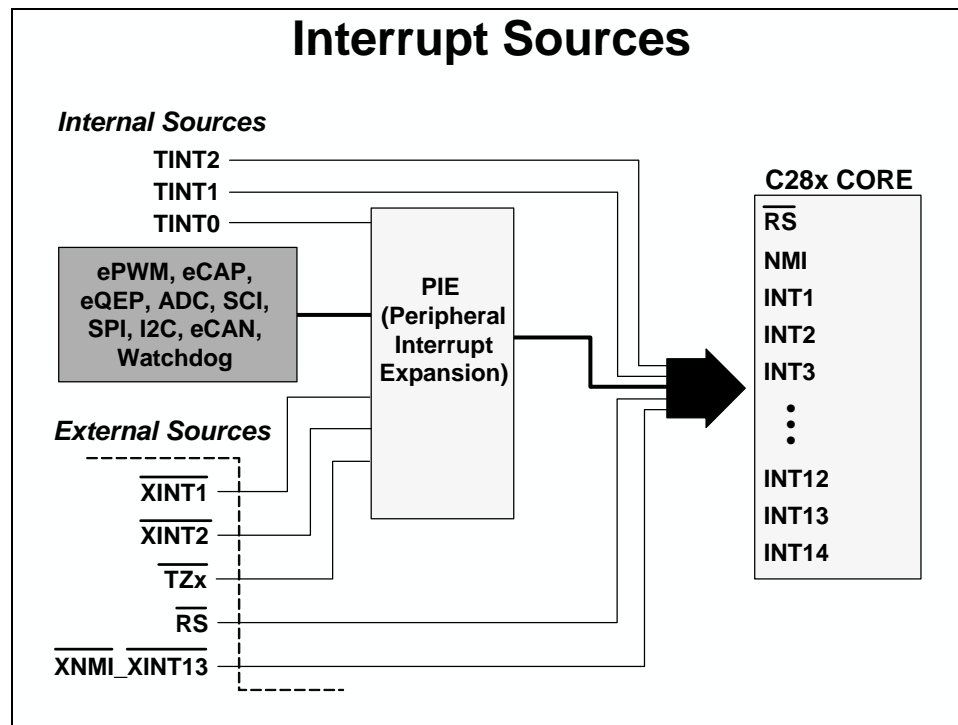 Interrupt Sources
Internal Sources
TINT2
TINT1
TINT0
ePWM, eCAP,
eQEP, ADC, SCI,
SPI, I2C, eCAN,
Watchdog
PIE
(Peripheral
Interrupt
Expansion)
External Sources
XINT1
XINT2
TZx
RS
XNMI_XINT13
C28x CORE
RS
NMI
INT1
INT2
INT3
INT12
INT13
INT14